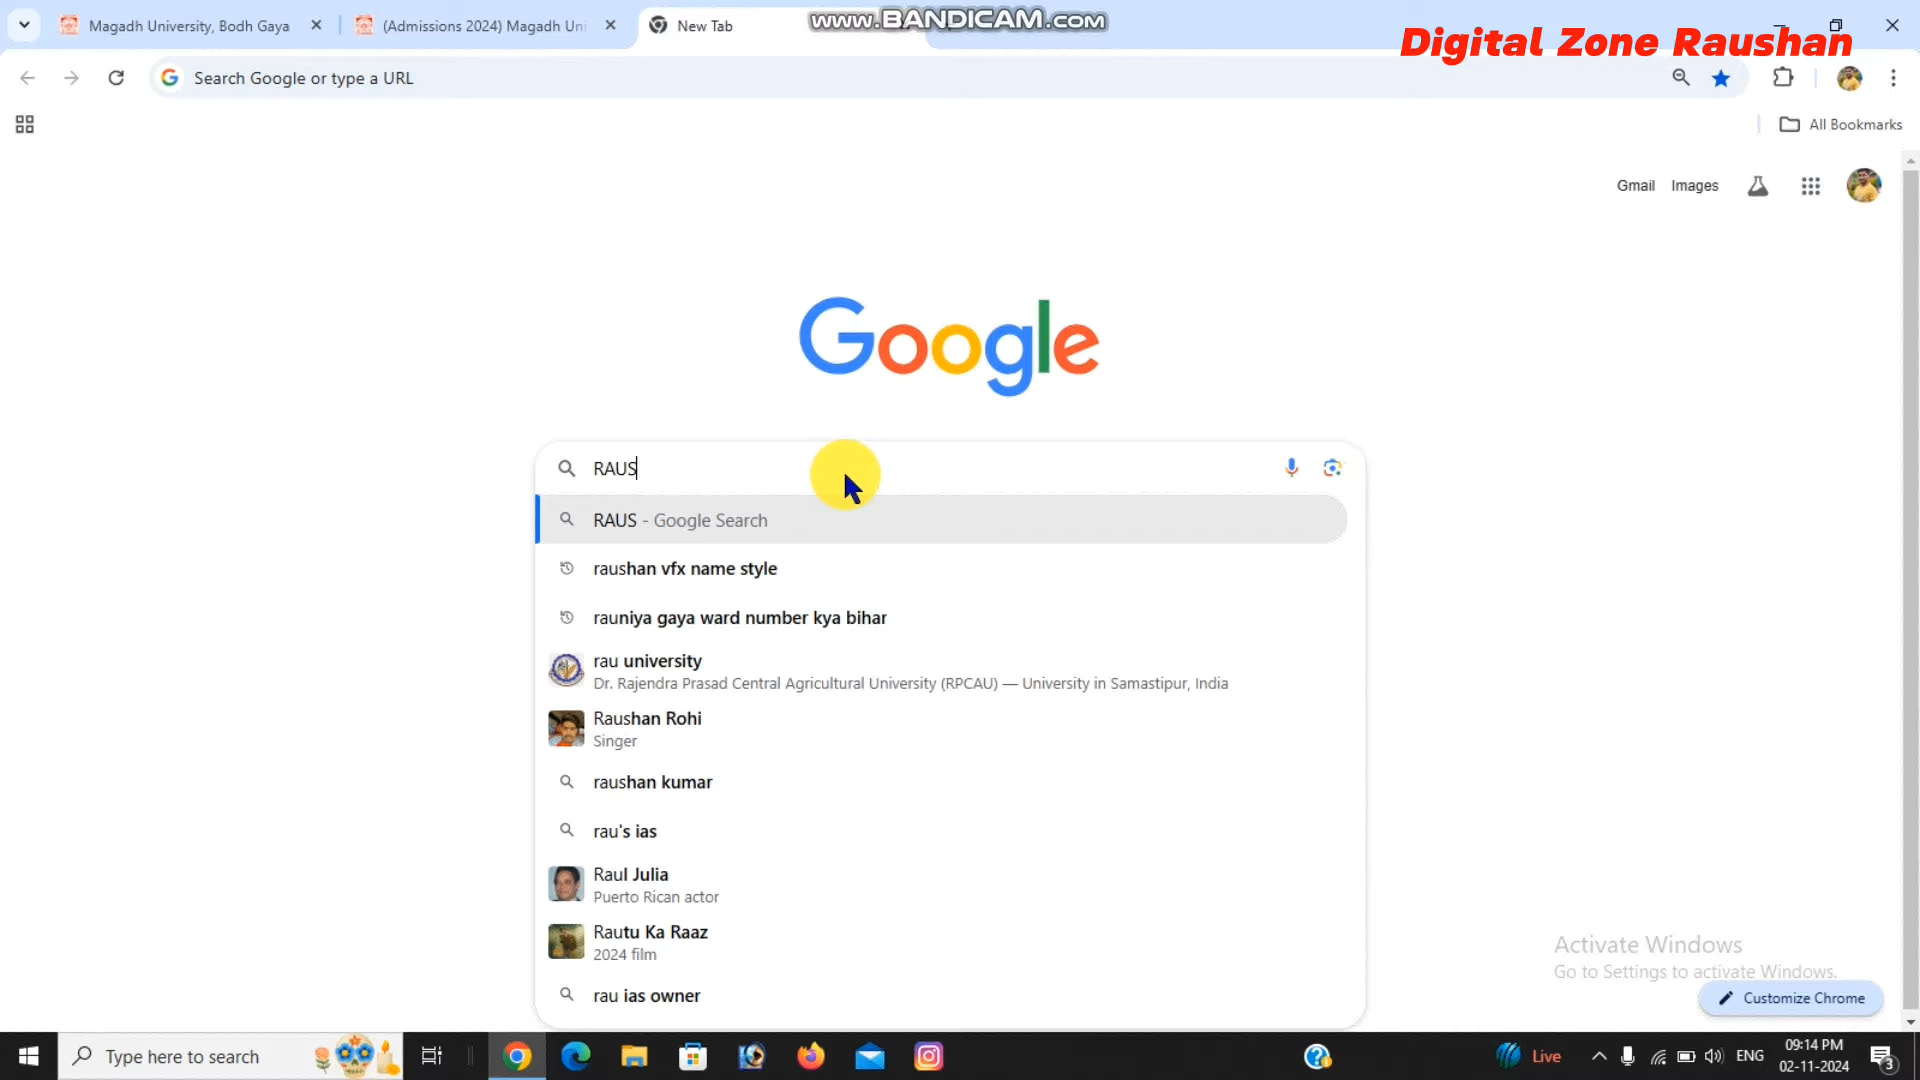 Magadh University, Bodh Gaya
(Admissions 2024) Magadh Uni
New Tab
www.BANDICAM.com
Digital Zone Raushan
Search Google or type a URL
All Bookmarks
Gmail
Images
Google
RAUS
RAUS - Google Search
raushan vfx name style
rauniya gaya ward number kya bihar
rau university
Dr. Rajendra Prasad Central Agricultural University (RPCAU) — University in Samastipur, India
Raushan Rohi
Singer
raushan kumar
rau's ias
Raul Julia
Puerto Rican actor
Rautu Ka Raaz
2024 film
rau ias owner
Activate Windows
Go to Settings to activate Windows.
Customize Chrome
Type here to search
Live
ENG
09:14 PM
02-11-2024
3